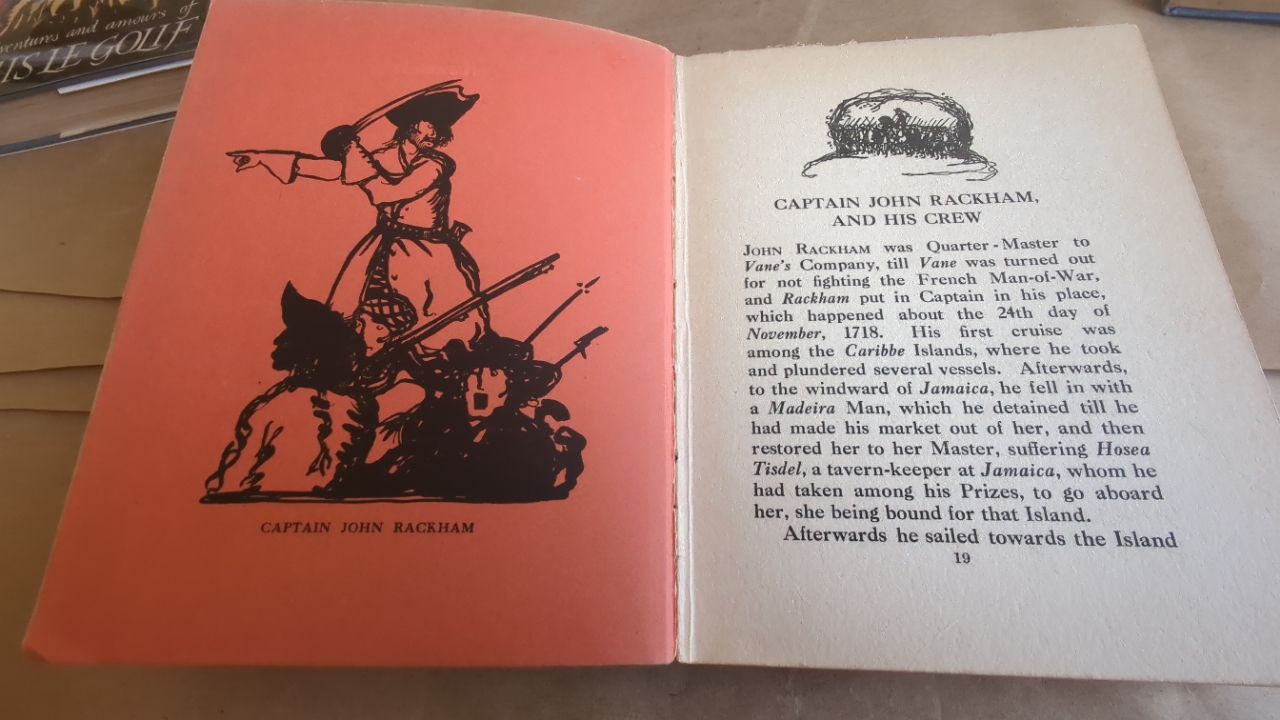 ventures and amours of
IS LE GOLIF
CAPTAIN JOHN RACKHAM
CAPTAIN JOHN RACKHAM,
AND HIS CREW
JOHN RACKHAM was Quarter-Master to
Vane's Company, till Vane was turned out
for not fighting the French Man-of-War,
and Rackham put in Captain in his place,
which happened about the 24th day of
November, 1718. His first cruise was
among the Caribbe Islands, where he took
and plundered several vessels. Afterwards,
to the windward of Jamaica, he fell in with
a Madeira Man, which he detained till he
had made his market out of her, and then
restored her to her Master, suffering Hosea
Tisdel, a tavern-keeper at Jamaica, whom he
had taken among his Prizes, to go aboard
her, she being bound for that Island.
Afterwards he sailed towards the Island
19